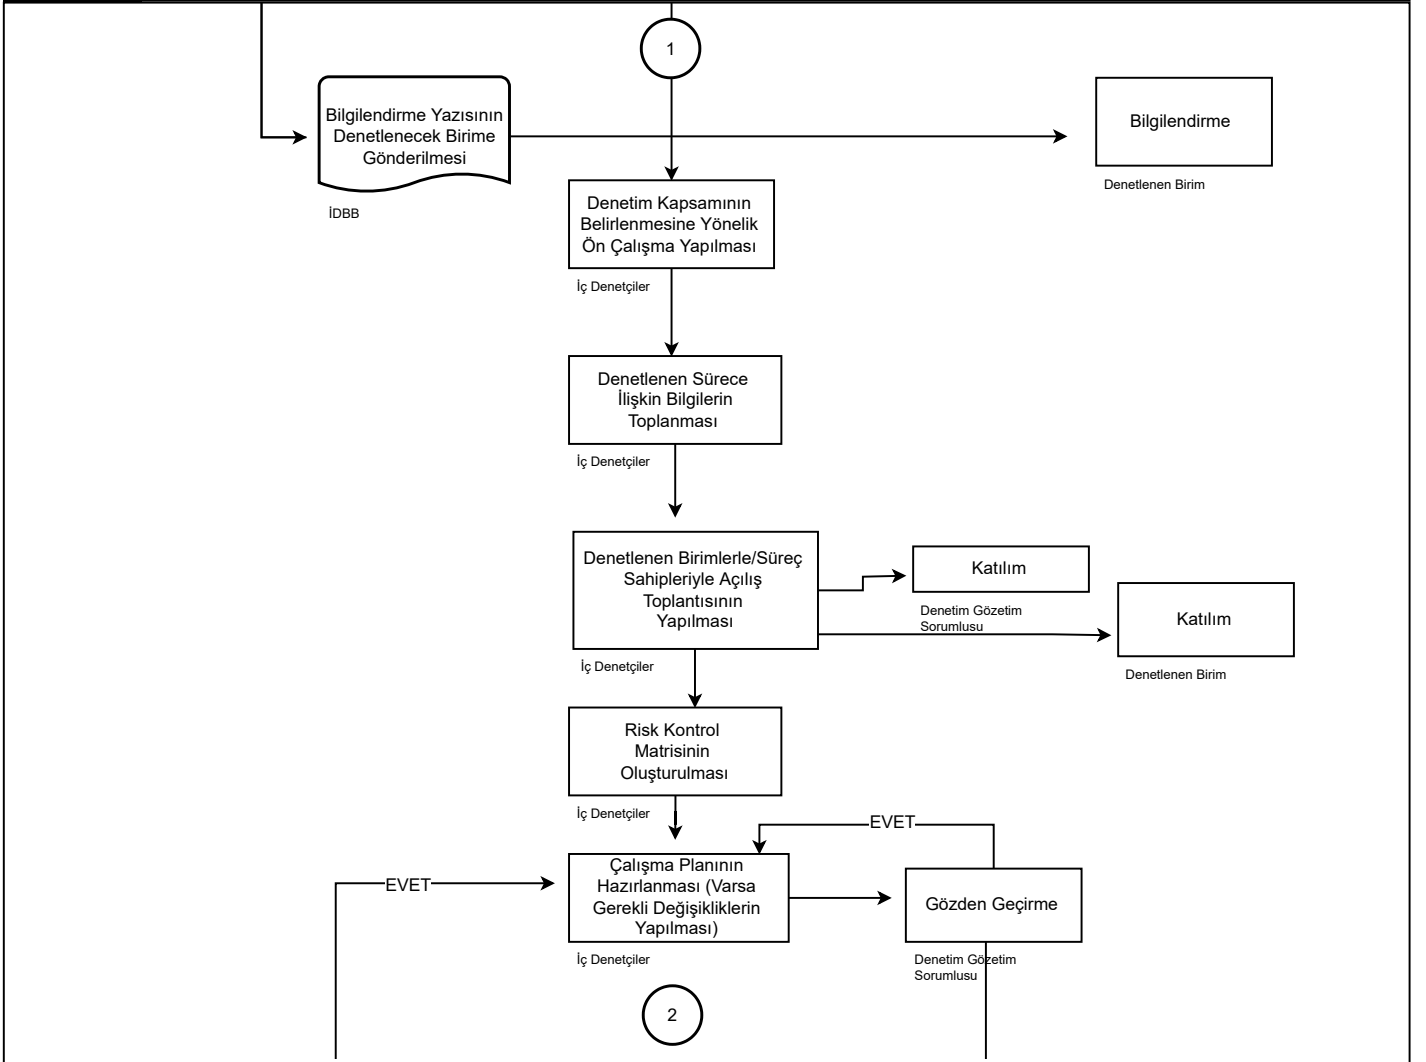 1
Bilgilendirme Yazısının
Denetlenecek Birime
Gönderilmesi
İDBB
Bilgilendirme
Denetlenen Birim
Denetim Kapsamının
Belirlenmesine Yönelik
Ön Çalışma Yapılması
İç Denetçiler
Denetlenen Sürece
İlişkin Bilgilerin
Toplanması
İç Denetçiler
Denetlenen Birimlerle/Süreç
Sahipleriyle Açılış
Toplantısının
Yapılması
İç Denetçiler
Katılım
Denetim Gözetim
Sorumlusu
Katılım
Denetlenen Birim
Risk Kontrol
Matrisinin
Oluşturulması
İç Denetçiler
EVET
EVET
Çalışma Planının
Hazırlanması (Varsa
Gerekli Değişikliklerin
Yapılması)
İç Denetçiler
Gözden Geçirme
Denetim Gözetim
Sorumlusu
2